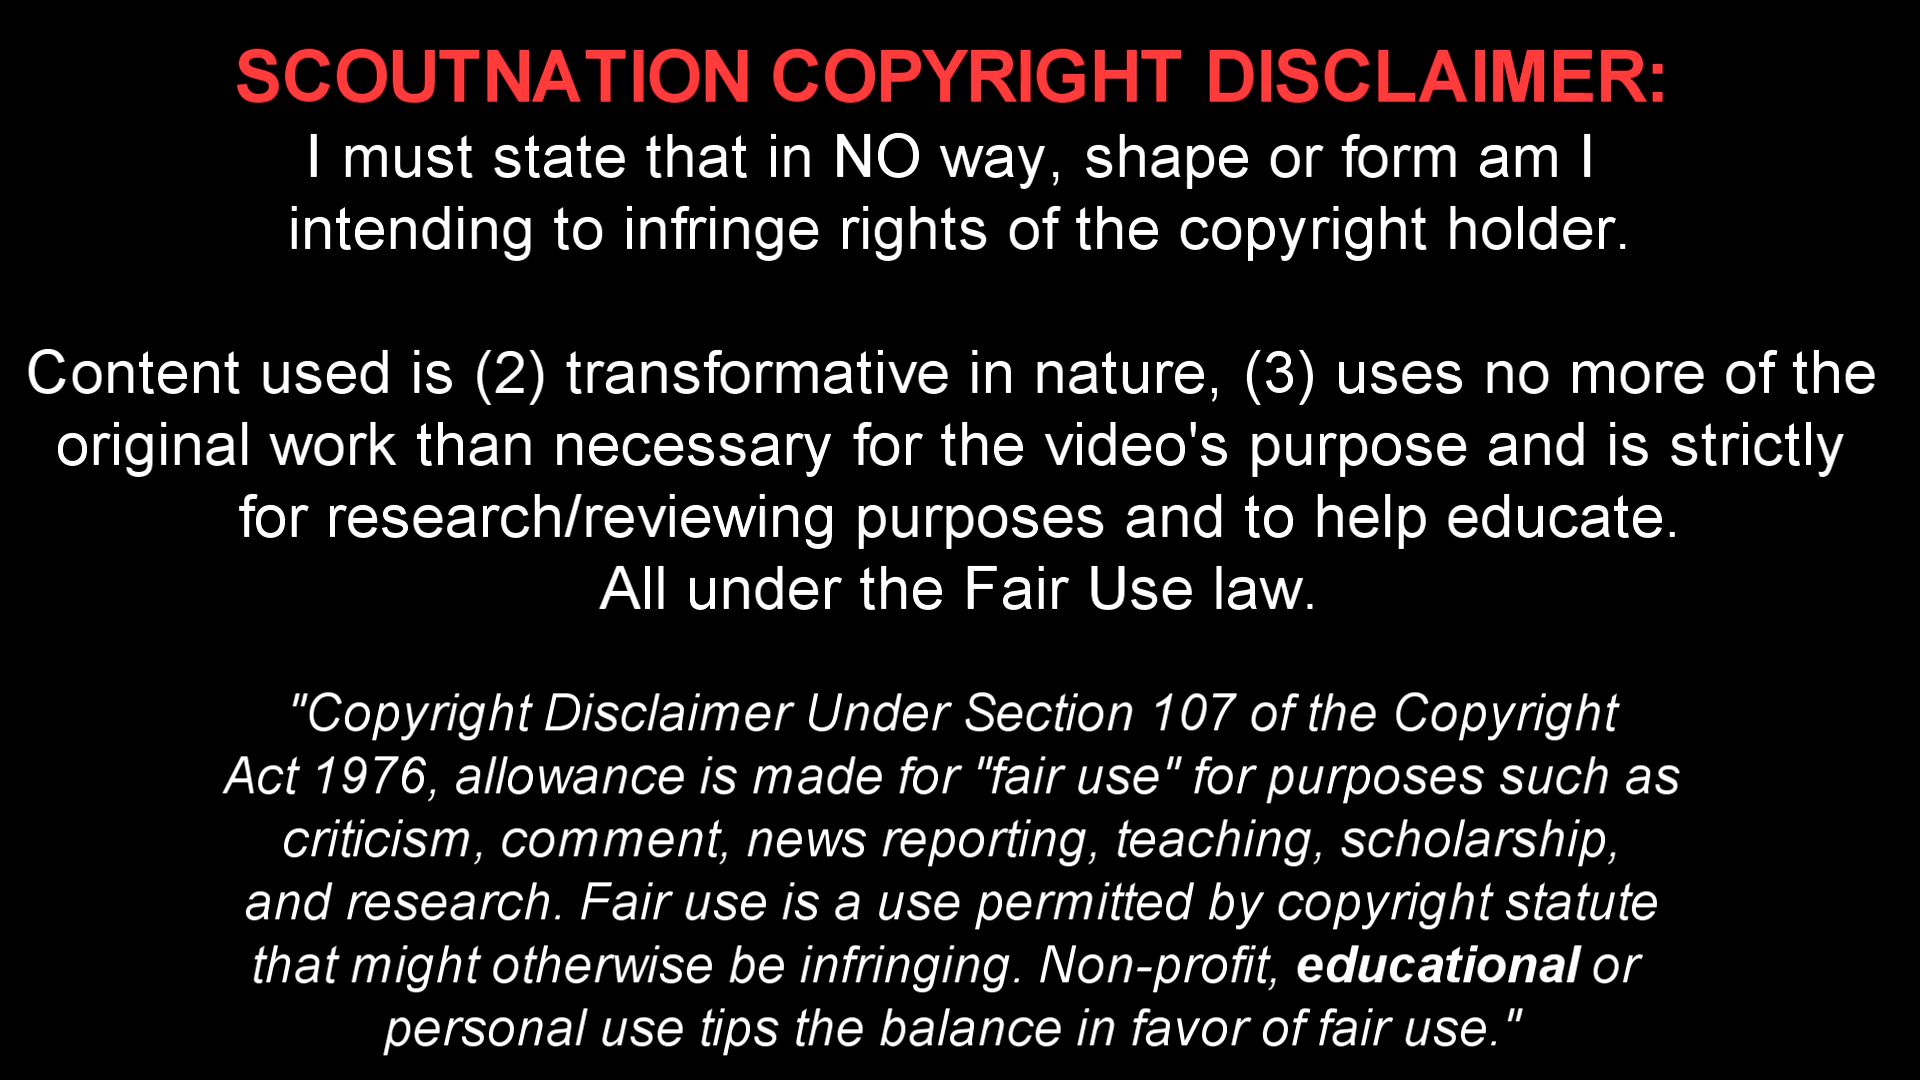 SCOUTNATION COPYRIGHT DISCLAIMER:
I must state that in NO way, shape or form am I
intending to infringe rights of the copyright holder.
Content used is (2) transformative in nature, (3) uses no more of the
original work than necessary for the video's purpose and is strictly
for research/reviewing purposes and to help educate.
All under the Fair Use law.
"Copyright Disclaimer Under Section 107 of the Copyright
Act 1976, allowance is made for "fair use" for purposes such as
criticism, comment, news reporting, teaching, scholarship,
and research. Fair use is a use permitted by copyright statute
that might otherwise be infringing. Non-profit, educational or
personal use tips the balance in favor of fair use."